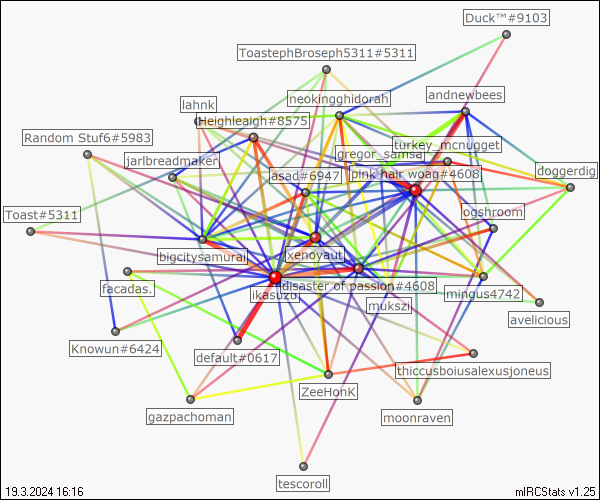 Duck™#9103
ToastephBroseph5311#5311
neokingghidorah
andnewbees
lahnk
Heighleaigh#8575
Random Stuf6#5983
turkey_mcnugget
jarlbreadmaker
gregor_samsa
asad#6947
pink hair woag#4608
doggerdig
Toast#5311
ogshroom
bigcitysamurai
xenoyaut
facadas.
ikasuzu
disaster of passion#4608
mukszi
mingus4742
avelicious
Knowun#6424
default#0617
thiccusboiusalexusjoneus
ZeeHonK
gazpachoman
moonraven
tescoroll
19.3.2024 16:16
mIRCStats v1.25